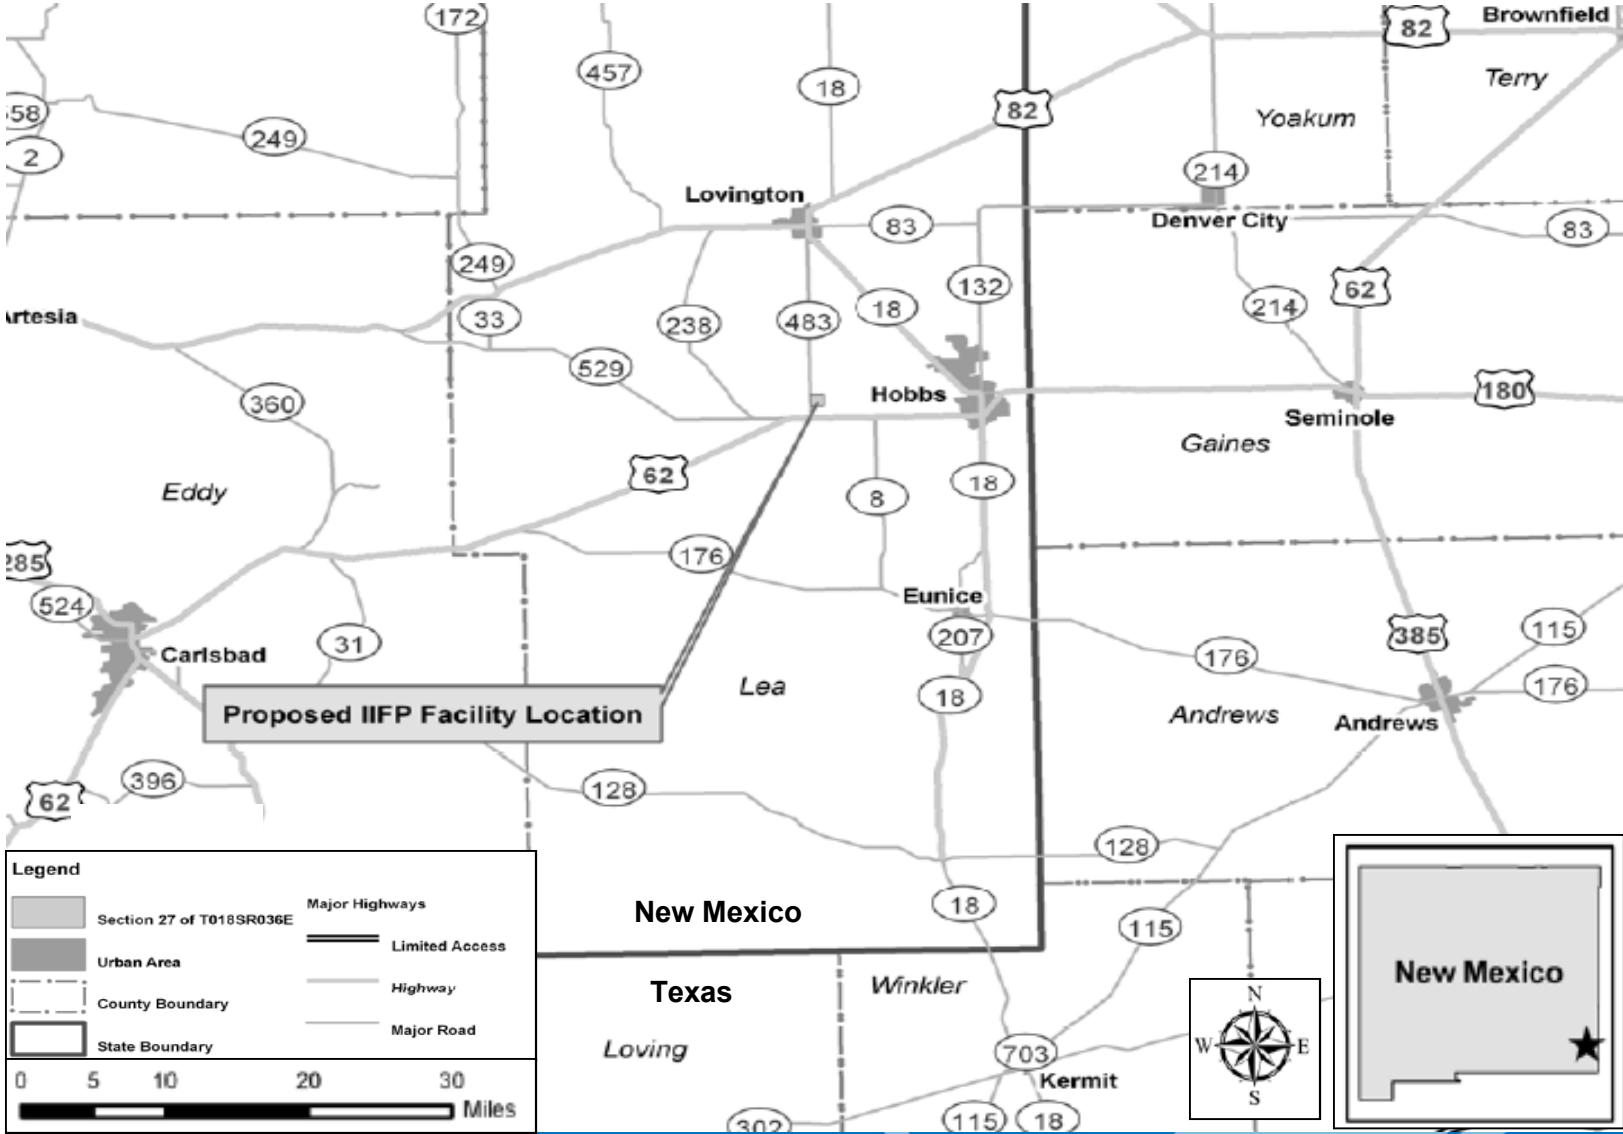 172
82
Brownfield
457
18
Terry
82
Yoakum
249
2
214
Lovington
83
Denver City
83
249
132
62
18
214
33
238
483
529
Hobbs
360
180
Seminole
Gaines
Eddy
62
18
8
285
176
524
Eunice
207
31
Carlsbad
176
385
115
Lea
18
176
Proposed IIFP Facility Location
Andrews
Andrews
396
62
128
128
Legend
Section 27 of T018SR036E
Urban Area
County Boundary
State Boundary
Major Highways
Limited Access
Highway
Major Road
0 5 10 20 30
Miles
New Mexico
18
115
Texas
Winkler
Loving
703
Kermit
115
18
302
N
W E
S
New Mexico